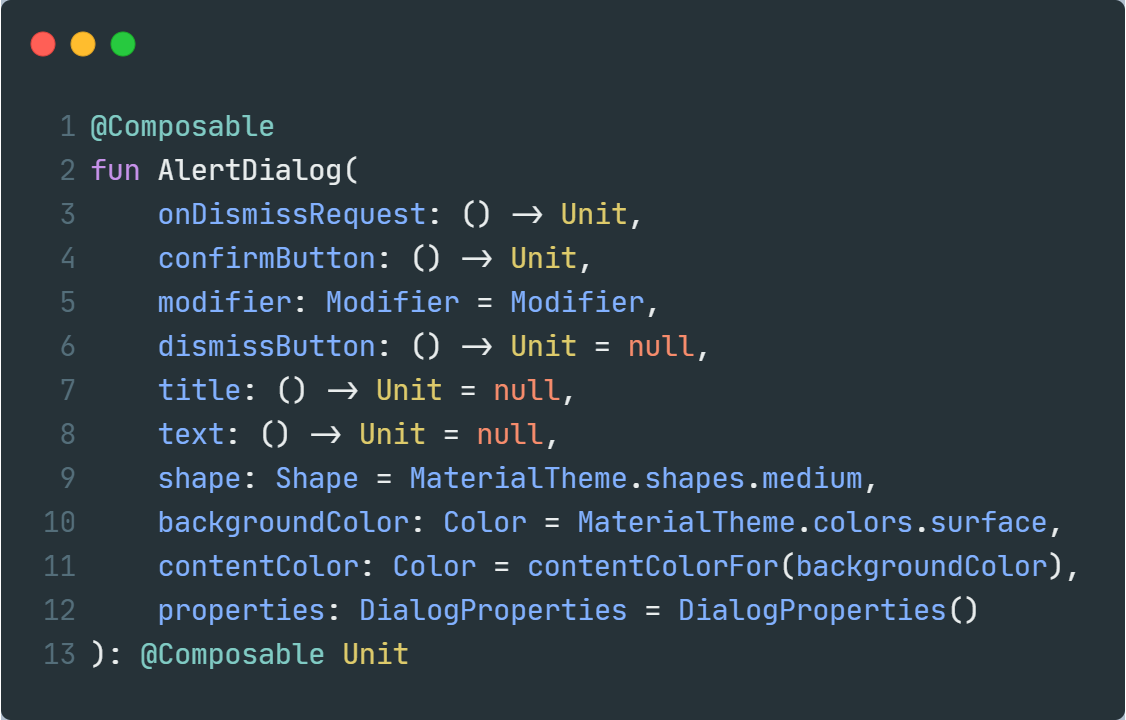 1 @Composable
2 fun AlertDialog(
3     onDismissRequest: () -> Unit,
4     confirmButton: () -> Unit,
5     modifier: Modifier = Modifier,
6     dismissButton: () -> Unit = null,
7     title: () -> Unit = null,
8     text: () -> Unit = null,
9     shape: Shape = MaterialTheme.shapes.medium,
10     backgroundColor: Color = MaterialTheme.colors.surface,
11     contentColor: Color = contentColorFor(backgroundColor),
12     properties: DialogProperties = DialogProperties()
13 ): @Composable Unit